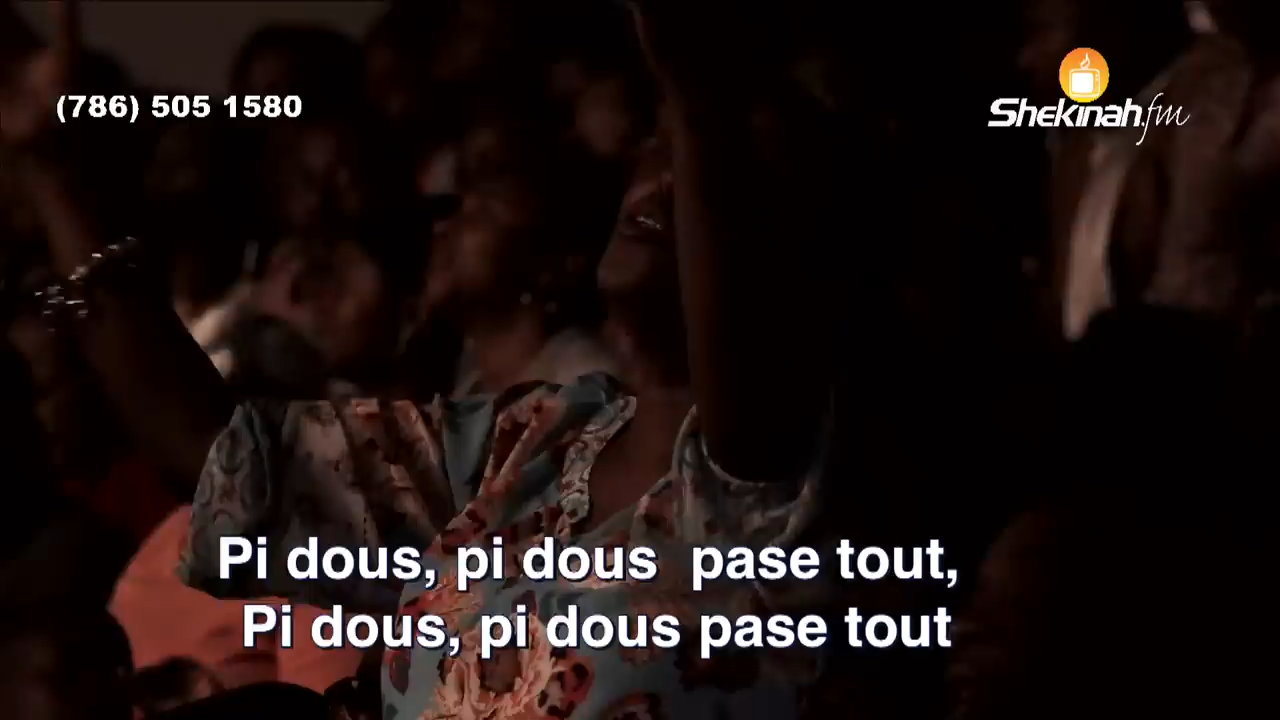 (786) 505 1580
Shekinah.fm
Pi dous, pi dous pase tout,
Pi dous, pi dous pase tout